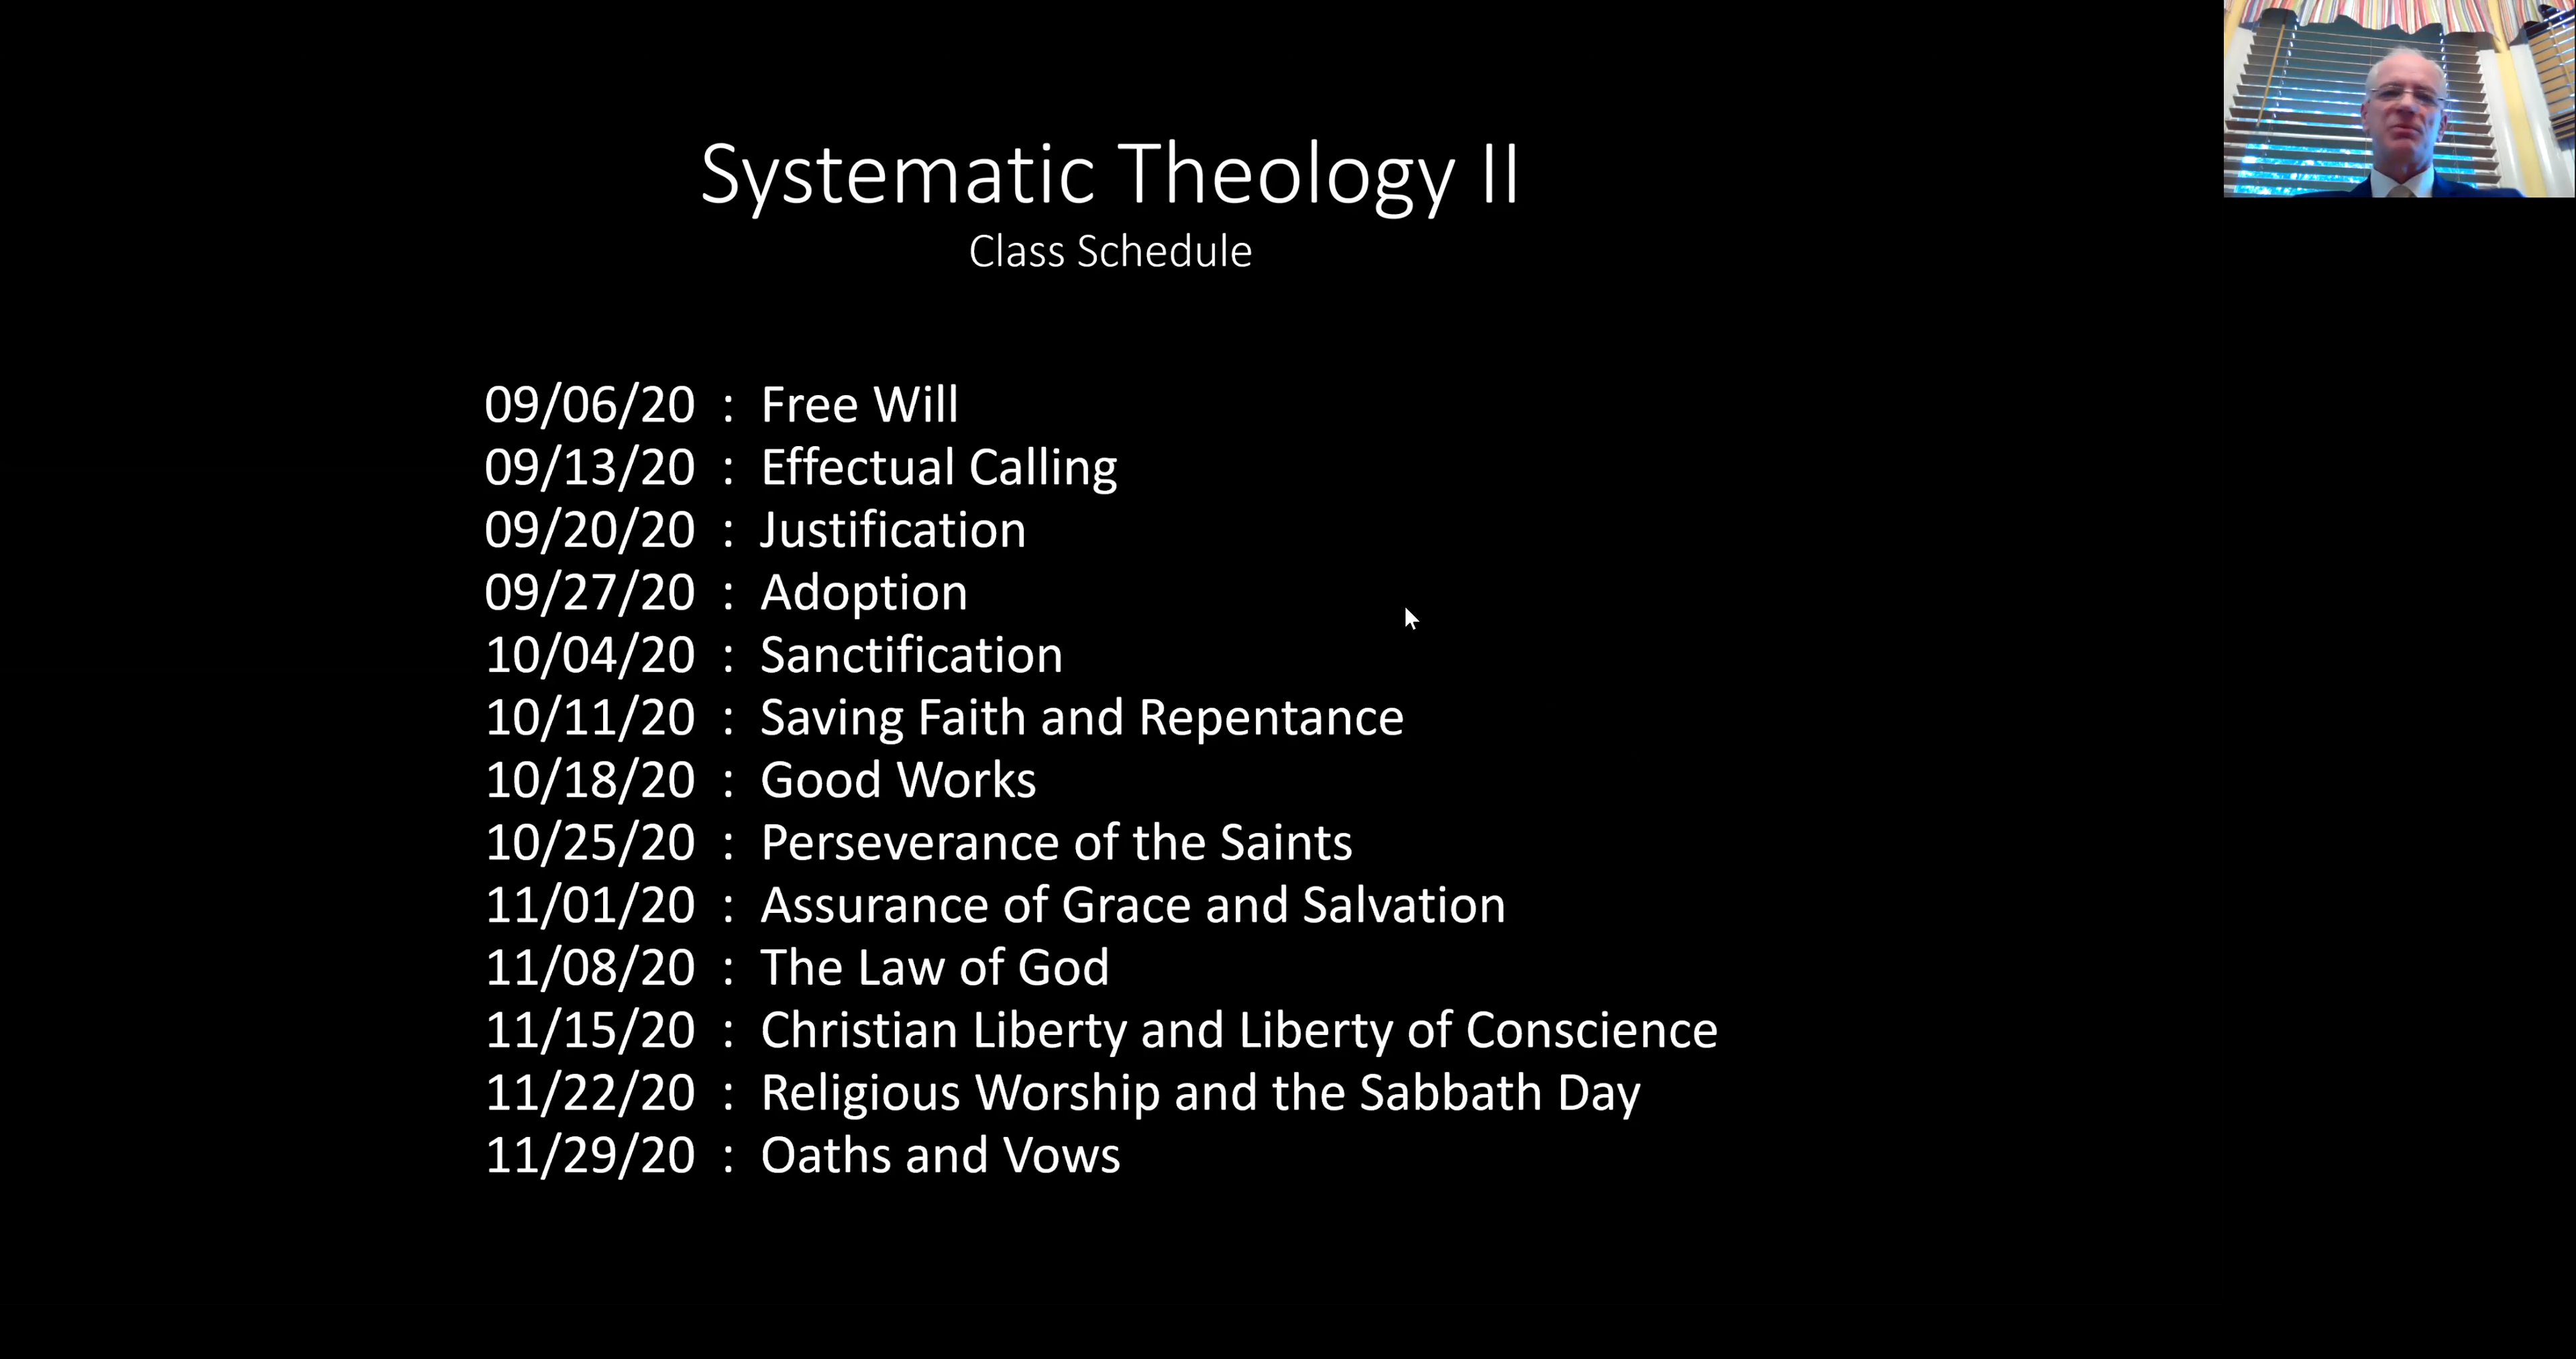 Systematic Theology II
Class Schedule
09/06/20 : Free Will
09/13/20 : Effectual Calling
09/20/20 : Justification
09/27/20 : Adoption
10/04/20 : Sanctification
10/11/20 : Saving Faith and Repentance
10/18/20 : Good Works
10/25/20 : Perseverance of the Saints
11/01/20 : Assurance of Grace and Salvation
11/08/20 : The Law of God
11/15/20 : Christian Liberty and Liberty of Conscience
11/22/20 : Religious Worship and the Sabbath Day
11/29/20 : Oaths and Vows